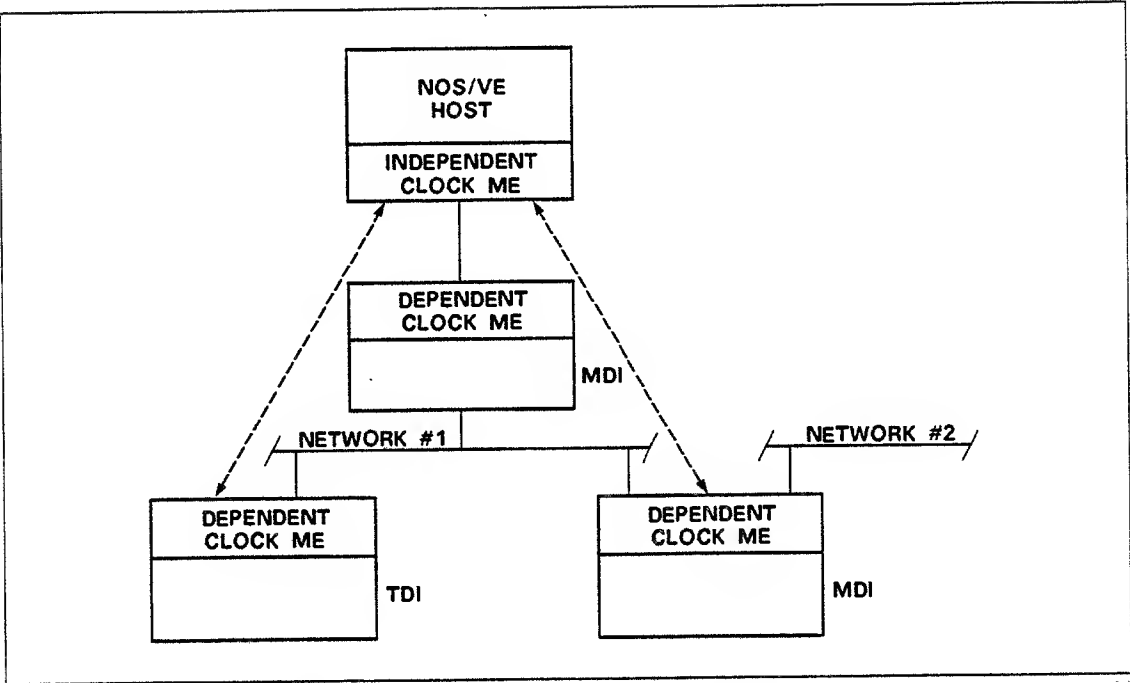 NOS/VE
HOST
INDEPENDENT
CLOCK ME
DEPENDENT
CLOCK ME
MDI
NETWORK #1
NETWORK #2
DEPENDENT
CLOCK ME
TDI
DEPENDENT
CLOCK ME
MDI